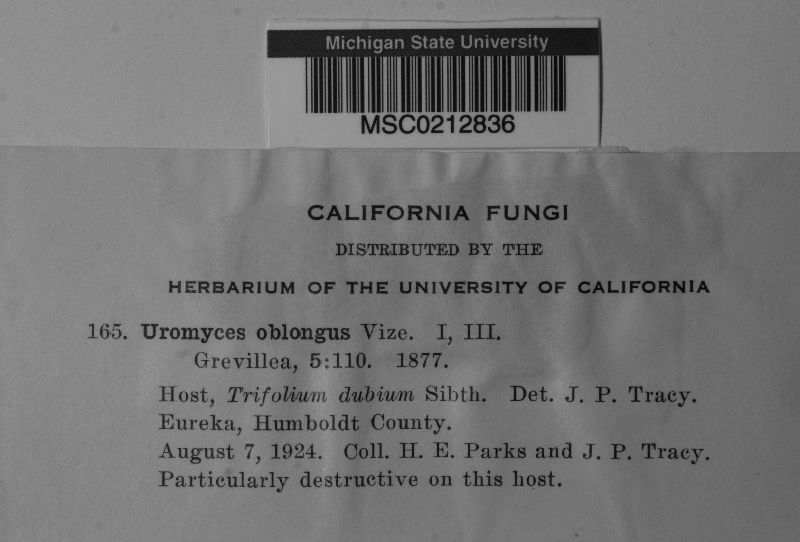 Michigan State University
MSC0212836
CALIFORNIA FUNGI
DISTRIBUTED BY THE
HERBARIUM OF THE UNIVERSITY OF CALIFORNIA
165. Uromyces oblongus Vize. I, III.
Grevillea, 5:110. 1877.
Host, Trifolium dubium Sibth. Det. J. P. Tracy.
Eureka, Humboldt County.
August 7, 1924. Coll. H. E. Parks and J. P. Tracy.
Particularly destructive on this host.